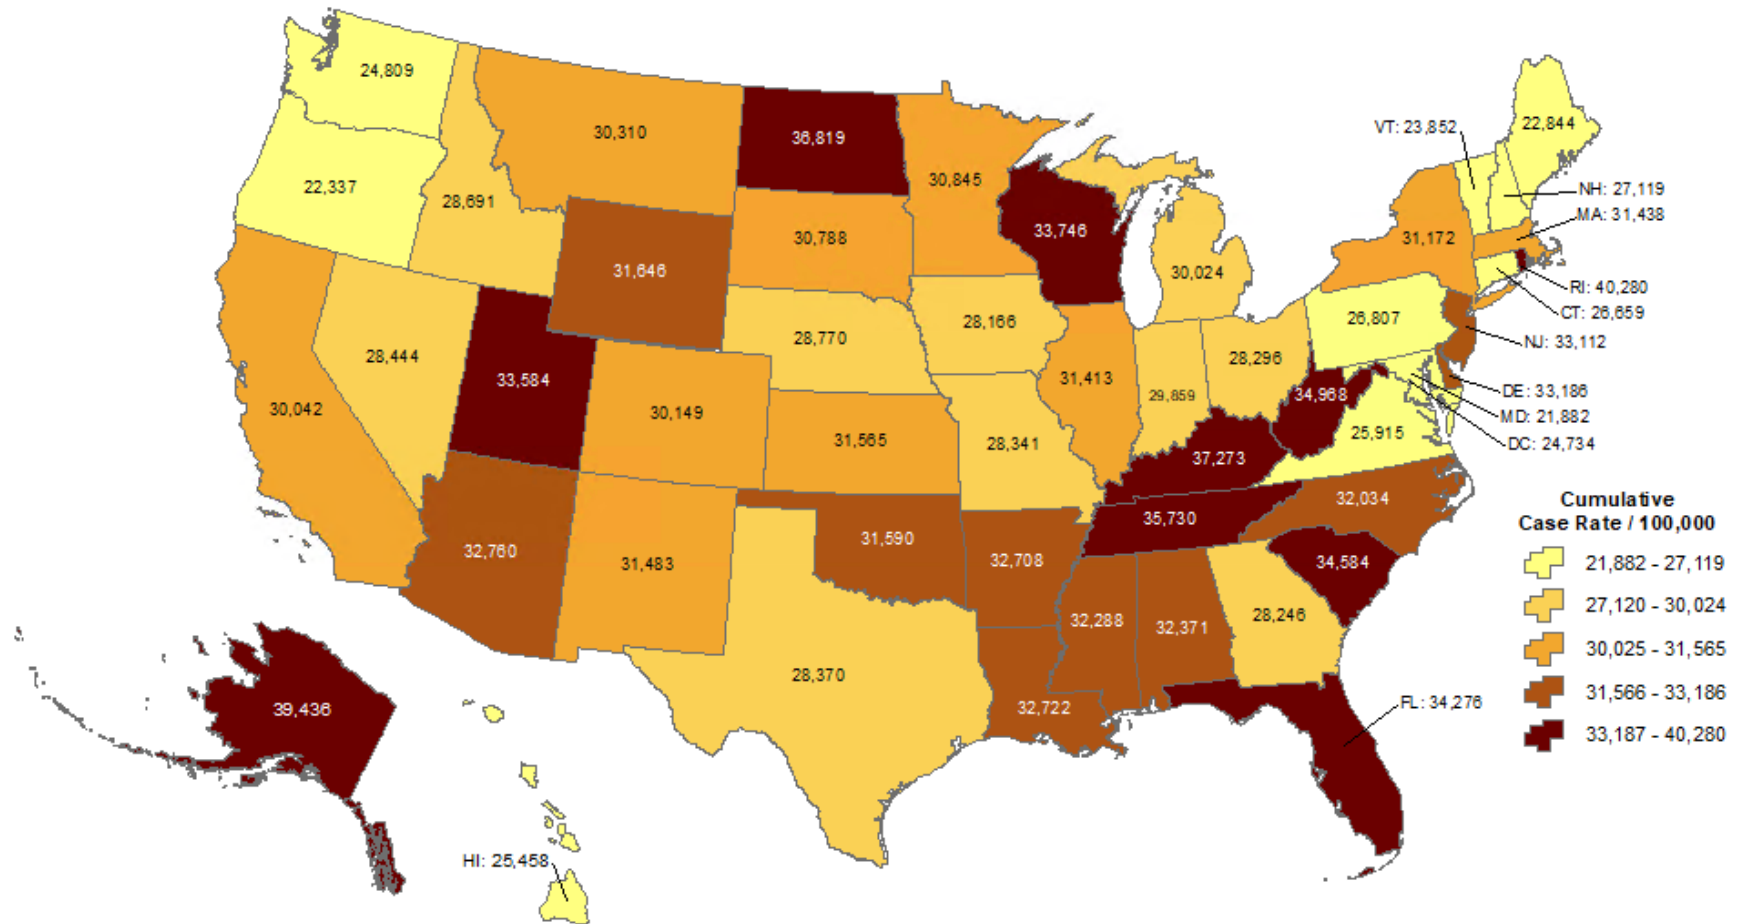 24,809
30,310
36,819
30,845
VT: 23,852
22,844
22,337
28,691
NH: 27,119
MA: 31,438
30,788
33,746
31,172
31,646
30,024
RI: 40,280
CT: 26,659
28,770
28,166
26,807
NJ: 33,112
28,444
28,296
33,584
31,413
29,859
34,968
DE: 33,186
MD: 21,882
DC: 24,734
30,042
30,149
31,565
28,341
25,915
37,273
32,034
35,730
32,760
31,483
31,590
32,708
34,584
32,288
32,371
28,246
28,370
32,722
FL: 34,276
39,436
HI: 25,458
Cumulative
Case Rate / 100,000
21,882 - 27,119
27,120 - 30,024
30,025 - 31,565
31,566 - 33,186
33,187 - 40,280